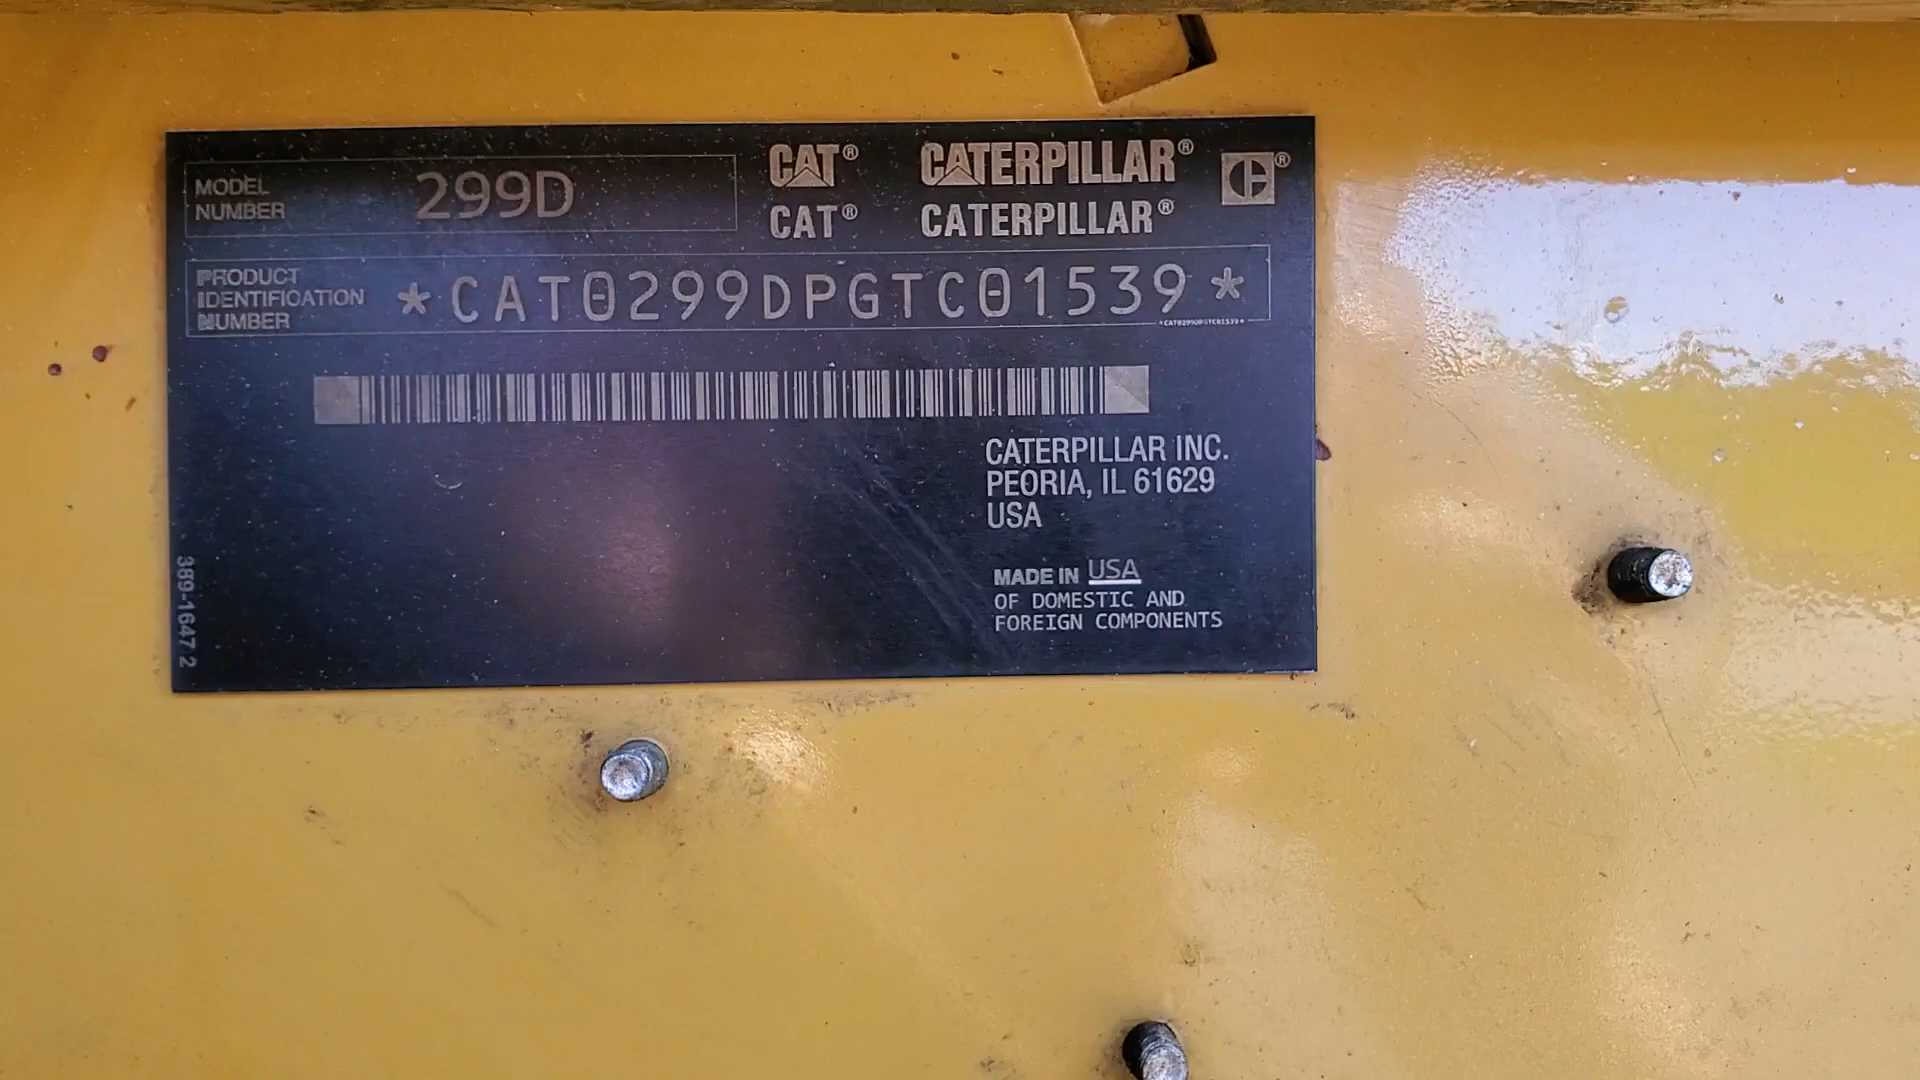 MODEL
NUMBER
299D
CAT® CATERPILLAR® ®
CAT® CATERPILLAR®
PRODUCT
IDENTIFICATION
NUMBER
*CAT0299DPGTC01539*
*CAT0299DPGTC01539*
CATERPILLAR INC.
PEORIA, IL 61629
USA
MADE IN USA
OF DOMESTIC AND
FOREIGN COMPONENTS
389-1647 2